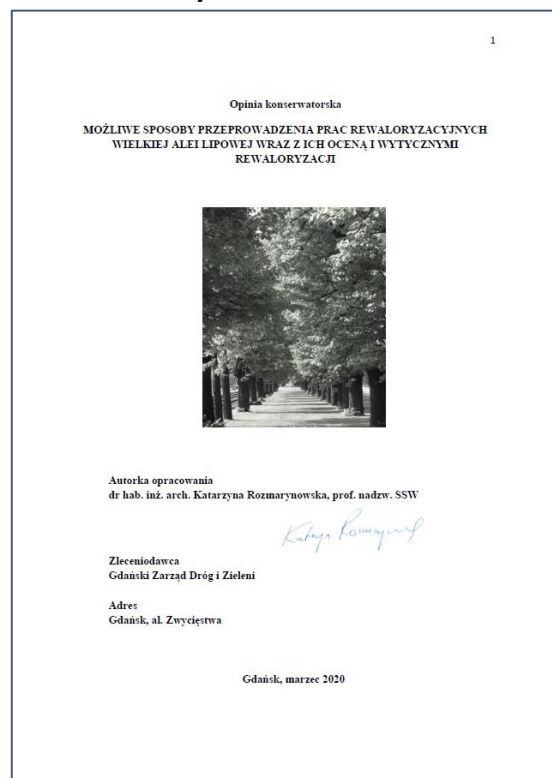 1
Opinia konserwatorska
MOŻLIWE SPOSOBY PRZEPROWADZENIA PRAC REWALORYZACYJNYCH
WIELKIEJ ALEI LIPOWEJ WRAZ Z ICH OCENĄ I WYTYCZNYMI
REWALORYZACJI
Autorka opracowania
dr hab. inż. arch. Katarzyna Rozmarynowska, prof. nadzw. SSW
Zleceniodawca
Gdański Zarząd Dróg i Zieleni
Adres
Gdańsk, al. Zwycięstwa
Gdańsk, marzec 2020